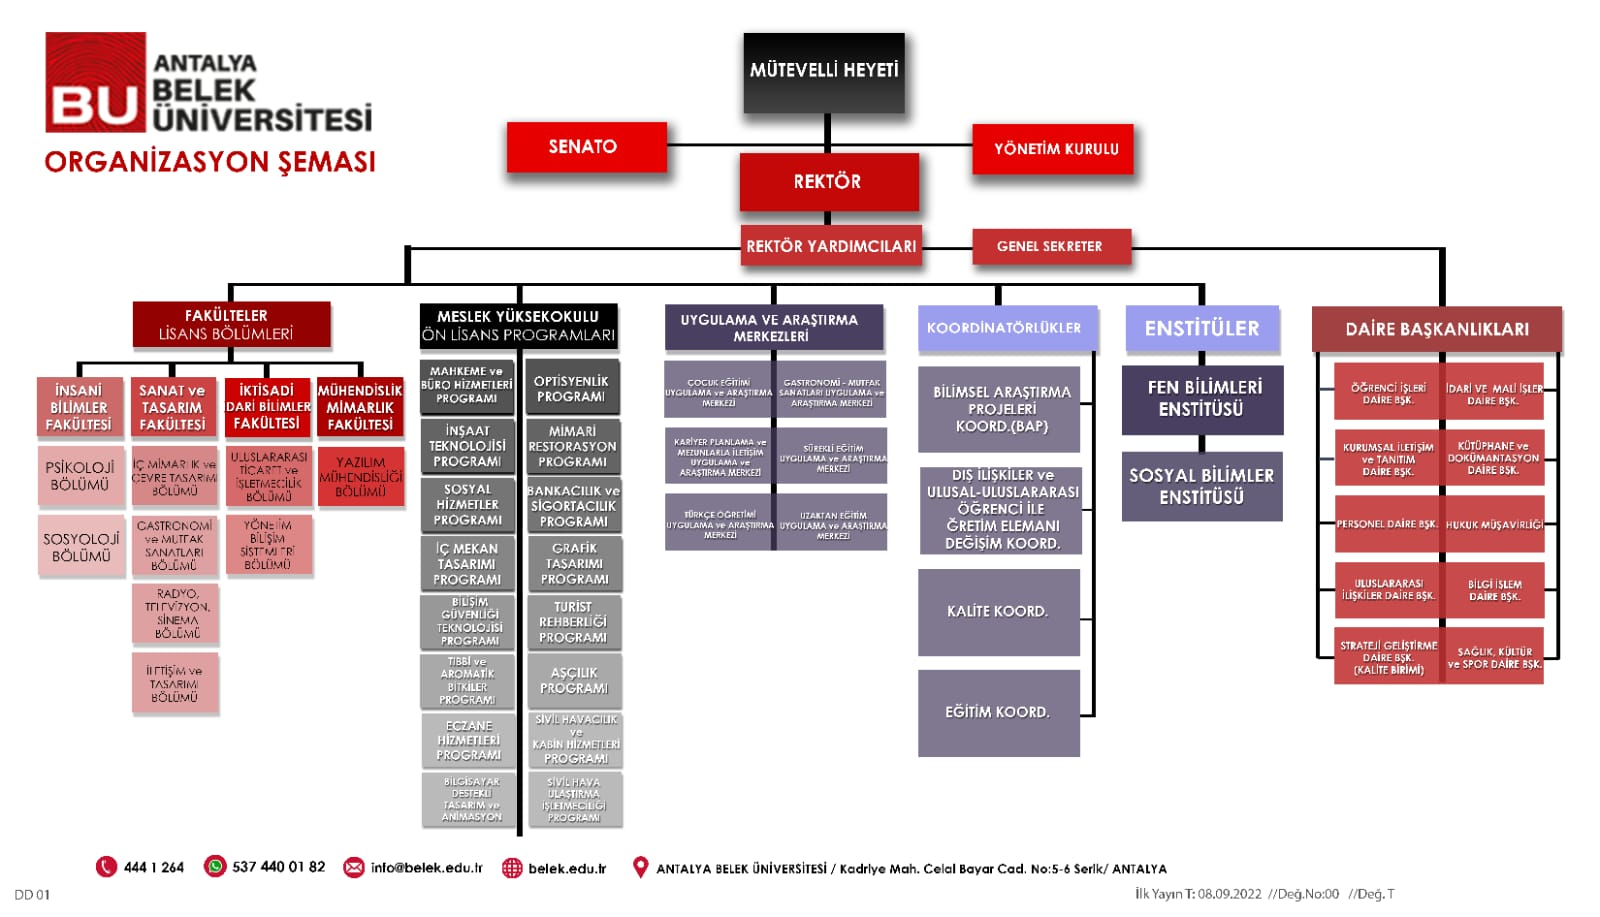 BU
ANTALYA
BELEK
ÜNİVERSİTESİ
ORGANİZASYON ŞEMASI
MÜTEVELLİ HEYETİ
SENATO
YÖNETİM KURULU
REKTÖR
REKTÖR YARDIMCILARI
GENEL SEKRETER
FAKÜLTELER
LİSANS BÖLÜMLERİ
İNSANİ
BİLİMLER
FAKÜLTESİ
PSİKOLOJİ
BÖLÜMÜ
SOSYOLOJİ
BÖLÜMÜ
SANAT ve
TASARIM
FAKÜLTESİ
İÇ MİMARLIK ve
ÇEVRE TASARIMI
BÖLÜMÜ
GASTRONOMİ
ve MUTFAK
SANATLARI
BÖLÜMÜ
RADYO,
TELEVİZYON,
SİNEMA
BÖLÜMÜ
İLETİŞİM ve
TASARIMI
BÖLÜMÜ
İKTİSADİ
İDARİ BİLİMLER
FAKÜLTESİ
ULUSLARARASI
TİCARET ve
İŞLETMECİLİK
BÖLÜMÜ
YÖNETİM
BİLİŞİM
SİSTEMLERİ
BÖLÜMÜ
MÜHENDİSLİK
MİMARLIK
FAKÜLTESİ
YAZILIM
MÜHENDİSLİĞİ
BÖLÜMÜ
MESLEK YÜKSEKOKULU
ÖN LİSANS PROGRAMLARI
MAHKEME ve
BÜRO HİZMETLERİ
PROGRAMI
OPTİSYENLİK
PROGRAMI
İNŞAAT
TEKNOLOJİSİ
PROGRAMI
MİMARİ
RESTORASYON
PROGRAMI
SOSYAL
HİZMETLER
PROGRAMI
BANKACILIK ve
SİGORTACILIK
PROGRAMI
İÇ MEKAN
TASARIMI
PROGRAMI
GRAFİK
TASARIMI
PROGRAMI
BİLİŞİM
GÜVENLİĞİ
TEKNOLOJİSİ
PROGRAMI
TURİST
REHBERLİĞİ
PROGRAMI
TIBBİ ve
AROMATİK
BİTKİLER
PROGRAMI
AŞÇILIK
PROGRAMI
ECZANE
HİZMETLERİ
PROGRAMI
SİVİL HAVACILIK
ve
KABİN HİZMETLERİ
PROGRAMI
BİLGİSAYAR
DESTEKLİ
TASARIM ve
ANİMASYON
SİVİL HAVA
ULAŞTIRMA
İŞLETMECİLİĞİ
PROGRAMI
UYGULAMA VE ARAŞTIRMA
MERKEZLERİ
ÇOCUK EĞİTİMİ
UYGULAMA ve ARAŞTIRMA
MERKEZİ
GASTRONOMİ - MUTFAK
SANATLARI UYGULAMA ve
ARAŞTIRMA MERKEZİ
KARİYER PLANLAMA ve
MEZUNLARLA İLETİŞİM
UYGULAMA ve
ARAŞTIRMA MERKEZİ
SÜREKLİ EĞİTİM
UYGULAMA ve ARAŞTIRMA
MERKEZİ
TÜRKÇE ÖĞRETİMİ
UYGULAMA ve ARAŞTIRMA
MERKEZİ
UZAKTAN EĞİTİM
UYGULAMA ve ARAŞTIRMA
MERKEZİ
KOORDİNATÖRLÜKLER
BİLİMSEL ARAŞTIRMA
PROJELERİ
KOORD.(BAP)
DIŞ İLİŞKİLER ve
ULUSAL-ULUSLARARASI
ÖĞRENCİ İLE
ĞRETİM ELEMANI
DEĞİŞİM KOORD.
KALİTE KOORD.
EĞİTİM KOORD.
ENSTİTÜLER
FEN BİLİMLERİ
ENSTİTÜSÜ
SOSYAL BİLİMLER
ENSTİTÜSÜ
DAİRE BAŞKANLIKLARI
ÖĞRENCİ İŞLERİ
DAİRE BŞK.
İDARİ VE MALİ İŞLER
DAİRE BŞK.
KURUMSAL İLETİŞİM
ve TANITIM
DAİRE BŞK.
KÜTÜPHANE ve
DOKÜMANTASYON
DAİRE BŞK.
PERSONEL DAİRE BŞK.
HUKUK MÜŞAVİRLİĞİ
ULUSLARARASI
İLİŞKİLER DAİRE BŞK.
BİLGİ İŞLEM
DAİRE BŞK.
STRATEJİ GELİŞTİRME
DAİRE BŞK.
(KALİTE BİRİMİ)
SAĞLIK, KÜLTÜR
ve SPOR DAİRE BŞK.
444 1 264 537 440 01 82 info@belek.edu.tr belek.edu.tr ANTALYA BELEK ÜNİVERSİTESİ / Kadriye Mah. Celal Bayar Cad. No:5-6 Serik/ ANTALYA
DD 01
İlk Yayın T: 08.09.2022 //Değ.No:00 //Değ. T